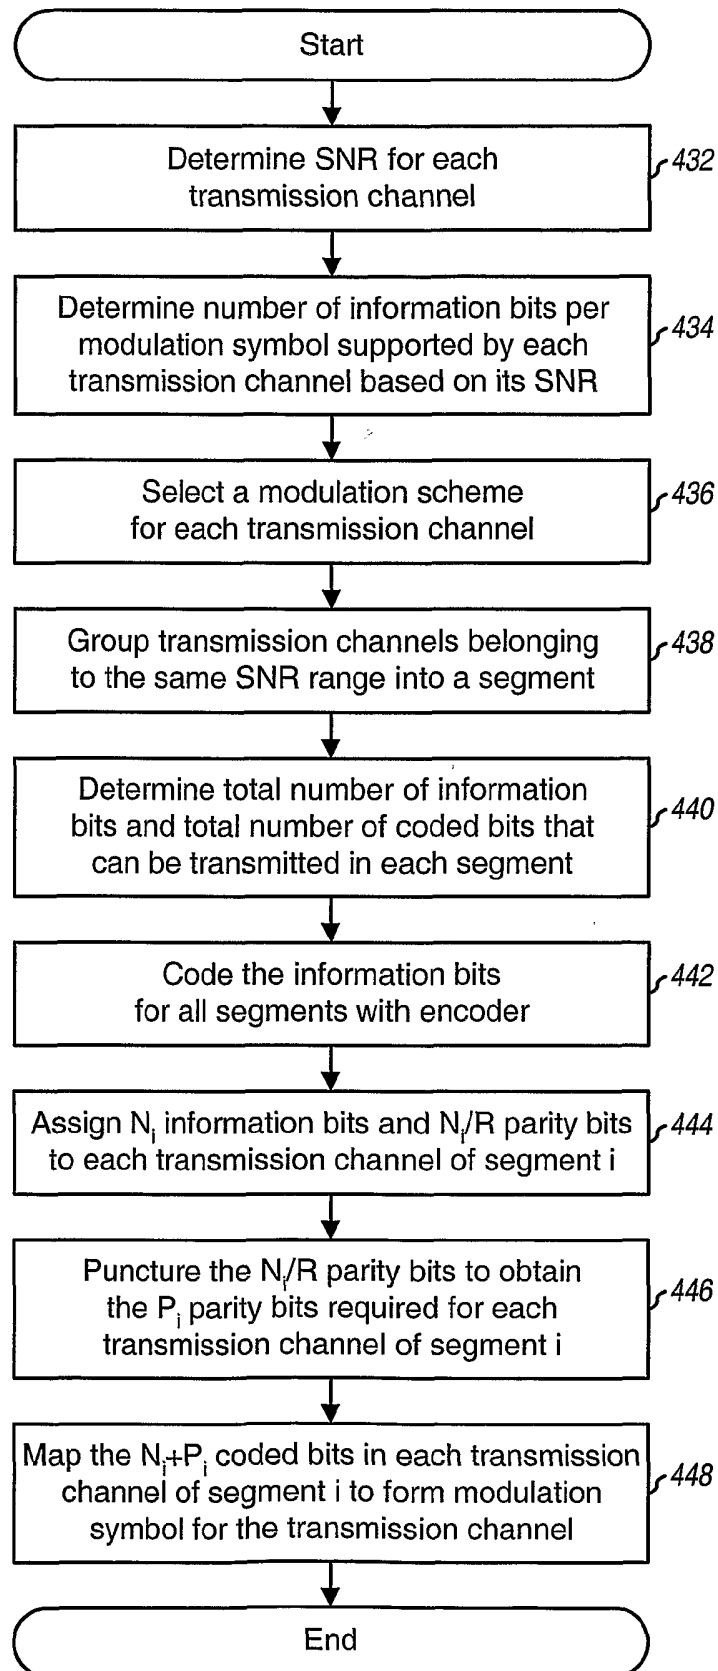 Start
Determine SNR for each
transmission channel
432
Determine number of information bits per
modulation symbol supported by each
transmission channel based on its SNR
434
Select a modulation scheme
for each transmission channel
436
Group transmission channels belonging
to the same SNR range into a segment
438
Determine total number of information
bits and total number of coded bits that
can be transmitted in each segment
440
Code the information bits
for all segments with encoder
442
Assign Ni information bits and Ni/R parity bits
to each transmission channel of segment i
444
Puncture the Ni/R parity bits to obtain
the Pi parity bits required for each
transmission channel of segment i
446
Map the Ni+Pi coded bits in each transmission
channel of segment i to form modulation
symbol for the transmission channel
448
End